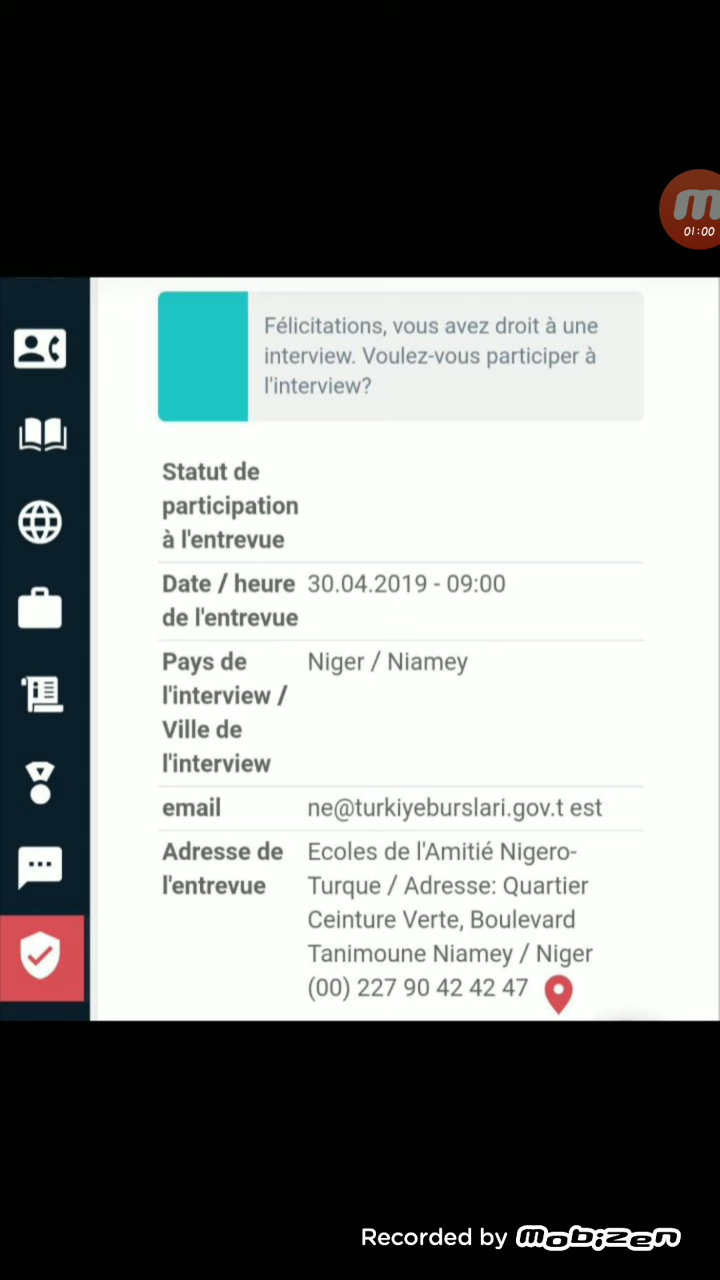 01:00
Félicitations, vous avez droit à une
interview. Voulez-vous participer à
l'interview?
Statut de
participation
à l'entrevue
Date / heure 30.04.2019 - 09:00
de l'entrevue
Pays de Niger / Niamey
l'interview /
Ville de
l'interview
email ne@turkiyeburslari.gov.t est
Adresse de Ecoles de l'Amitié Nigero-
l'entrevue Turque / Adresse: Quartier
Ceinture Verte, Boulevard
Tanimoune Niamey / Niger
(00) 227 90 42 42 47
Recorded by Mobizen